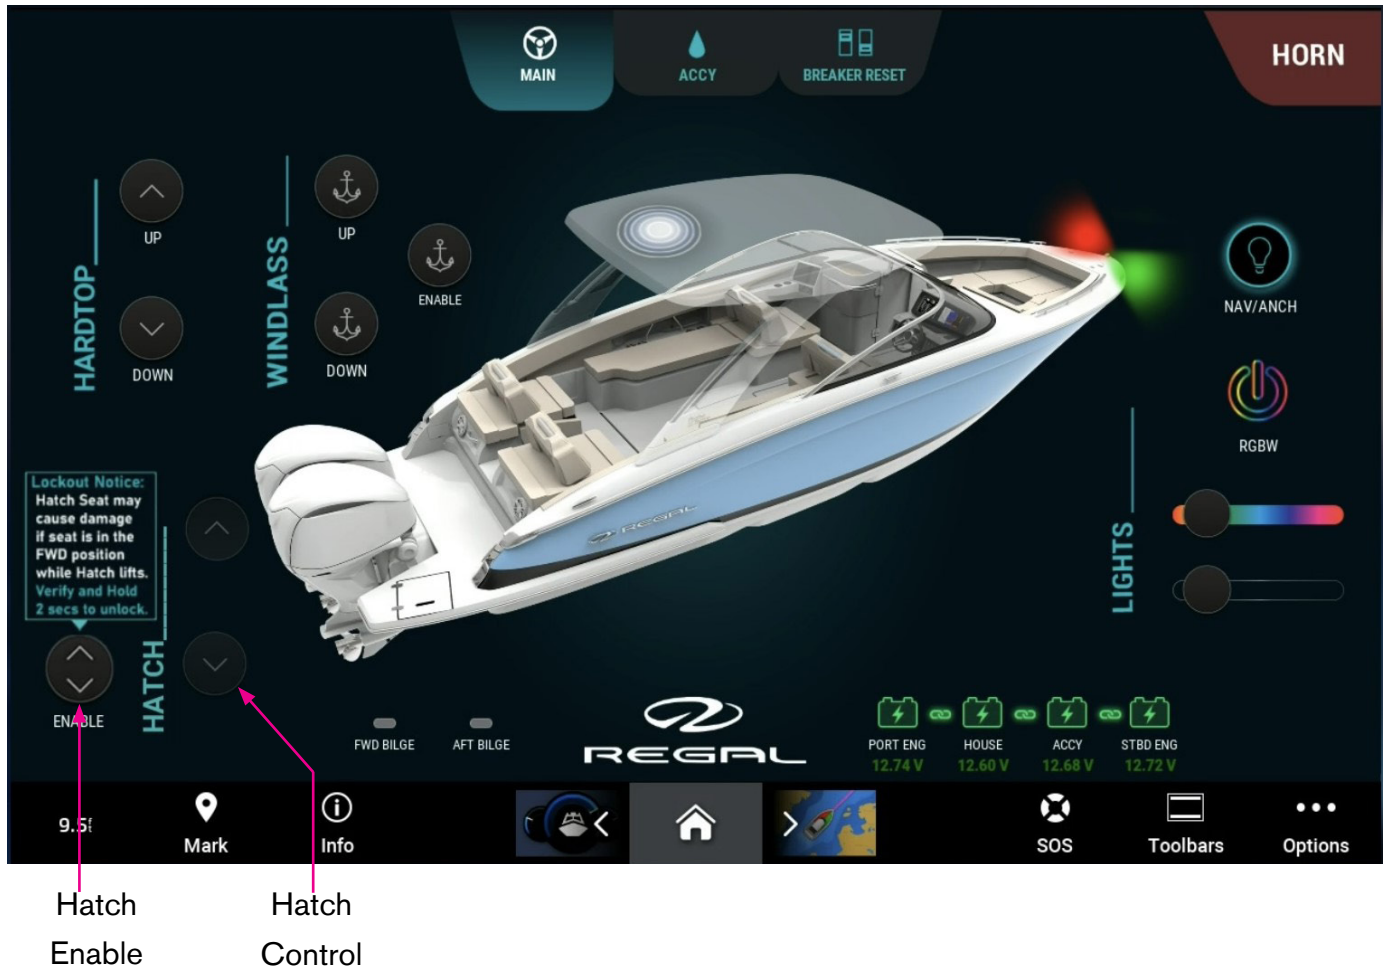 MAIN
ACCY
BREAKER RESET
HORN
HARDTOP
UP
DOWN
WINDLASS
UP
DOWN
ENABLE
NAV/ANCH
RGBW
LIGHTS
Lockout Notice:
Hatch Seat may
cause damage
if seat is in the
FWD position
while Hatch lifts.
Verify and Hold
2 secs to unlock.
HATCH
ENABLE
REGAL
FWD BILGE
AFT BILGE
REGAL
PORT ENG
12.74 V
HOUSE
12.60 V
ACCY
12.68 V
STBD ENG
12.72 V
9.5
Mark
Info
SOS
Toolbars
Options
Hatch
Enable
Hatch
Control